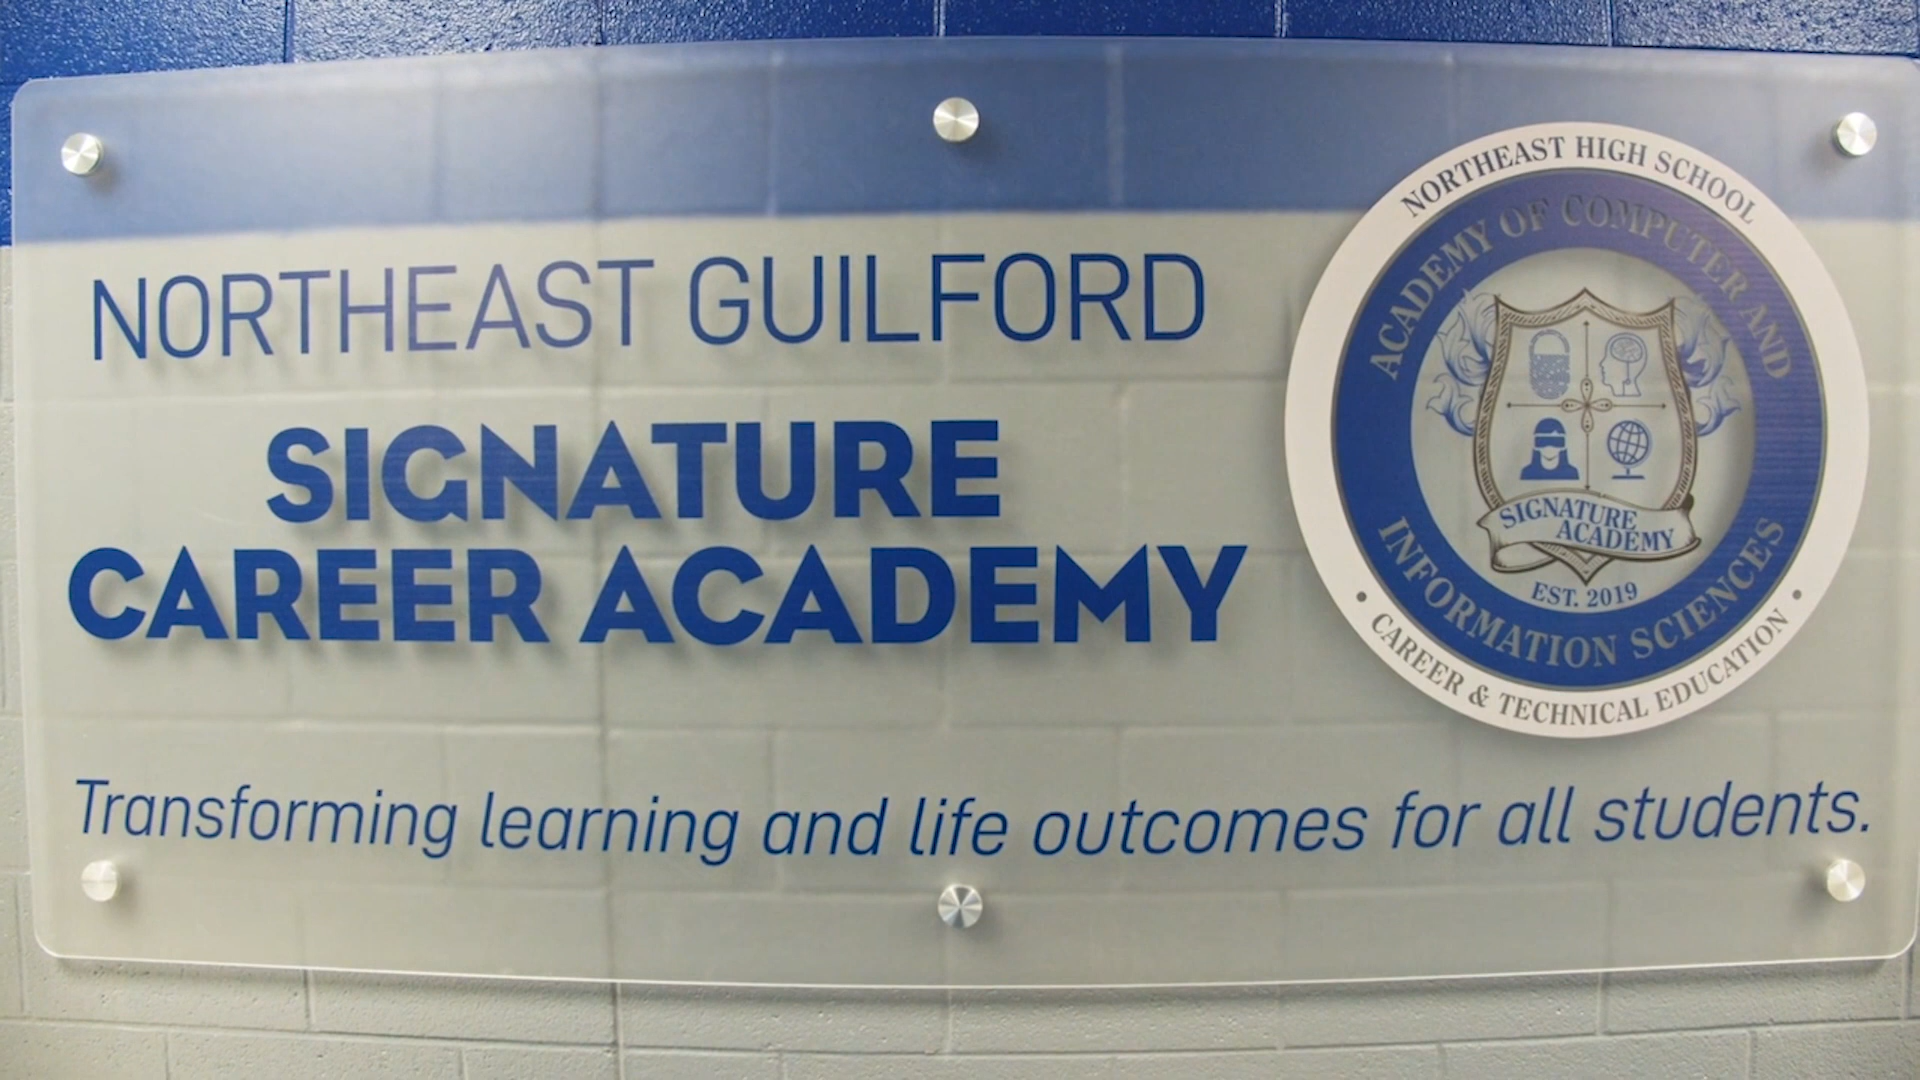 NORTHEAST GUILFORD
SIGNATURE
CAREER ACADEMY
Transforming learning and life outcomes for all students.
NORTHEAST HIGH SCHOOL
ACADEMY OF COMPUTER AND
SIGNATURE
ACADEMY
EST. 2019
INFORMATION SCIENCES
• CAREER & TECHNICAL EDUCATION •